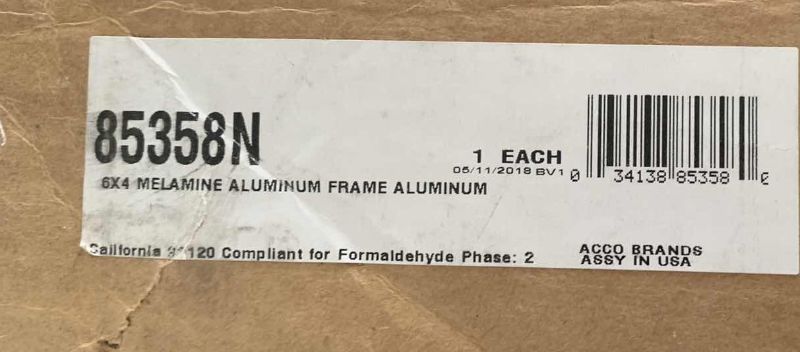 85358N
1 EACH
05/11/2018 BV1
0 34138 85358
6X4 MELAMINE ALUMINUM FRAME ALUMINUM
California 120 Compliant for Formaldehyde Phase: 2
ACCO BRANDS
ASSY IN USA